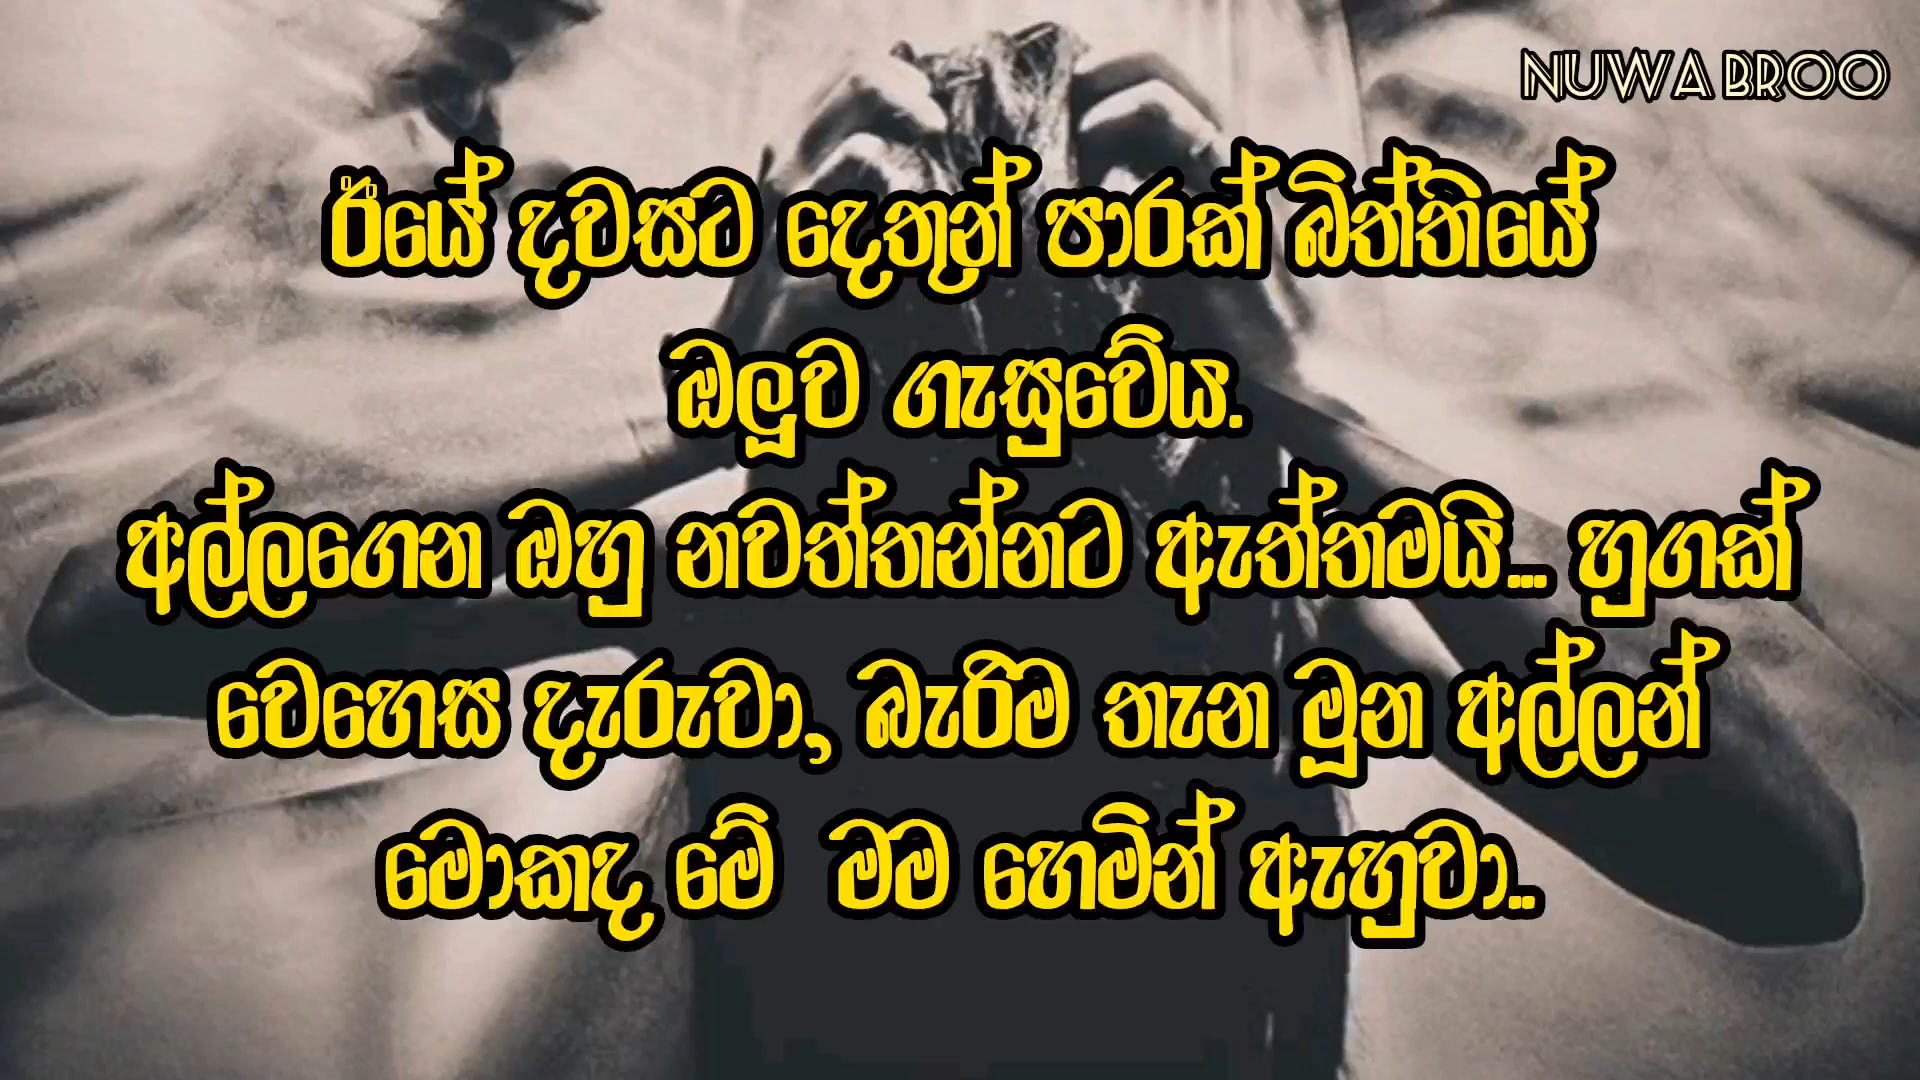 NUWA BROO
ඊයේ දවසට දෙතුන් පාරක් බිත්තියේ
ඔලුව ගැසුවේය.
අල්ලගෙන ඔහු නවත්තන්නට ඇත්තමයි... හුගක්
වෙහෙස දැරුවා, බැරිම තැන මූන අල්ලන්
මොකද මේ මම හෙමින් ඇහුවා..